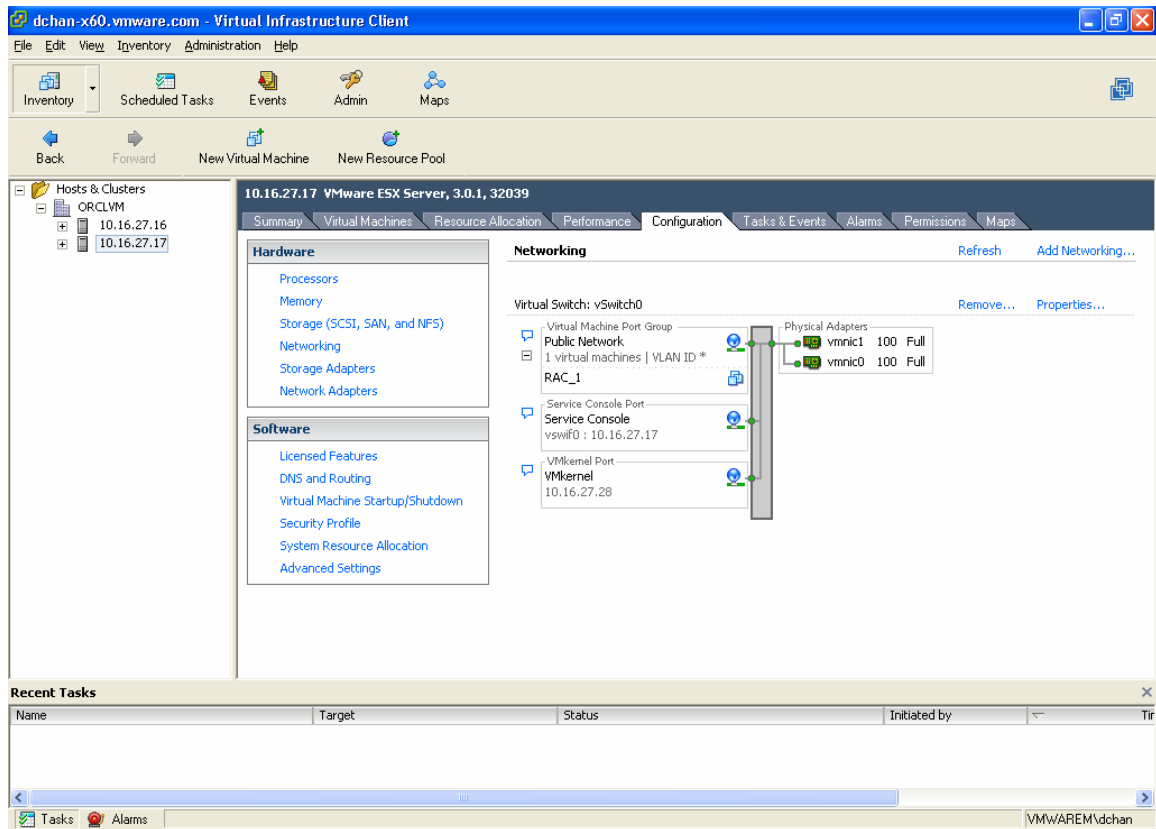 dchan-x60.vmware.com - Virtual Infrastructure Client
File Edit View Inventory Administration Help
Inventory Scheduled Tasks Events Admin Maps
Back Forward New Virtual Machine New Resource Pool
Hosts & Clusters
ORCLVM
10.16.27.16
10.16.27.17
10.16.27.17 VMware ESX Server, 3.0.1, 32039
Summary Virtual Machines Resource Allocation Performance Configuration Tasks & Events Alarms Permissions Maps
Hardware
Processors
Memory
Storage (SCSI, SAN, and NFS)
Networking
Storage Adapters
Network Adapters
Software
Licensed Features
DNS and Routing
Virtual Machine Startup/Shutdown
Security Profile
System Resource Allocation
Advanced Settings
Networking Refresh Add Networking...
Virtual Switch: vSwitch0 Remove... Properties...
Virtual Machine Port Group
Public Network
1 virtual machines | VLAN ID *
RAC_1
Service Console Port
Service Console
vswif0 : 10.16.27.17
VMkernel Port
VMkernel
10.16.27.28
Physical Adapters
vmnic1 100 Full
vmnic0 100 Full
Recent Tasks
Name Target Status Initiated by Tir
Tasks Alarms VMWAREM\dchan